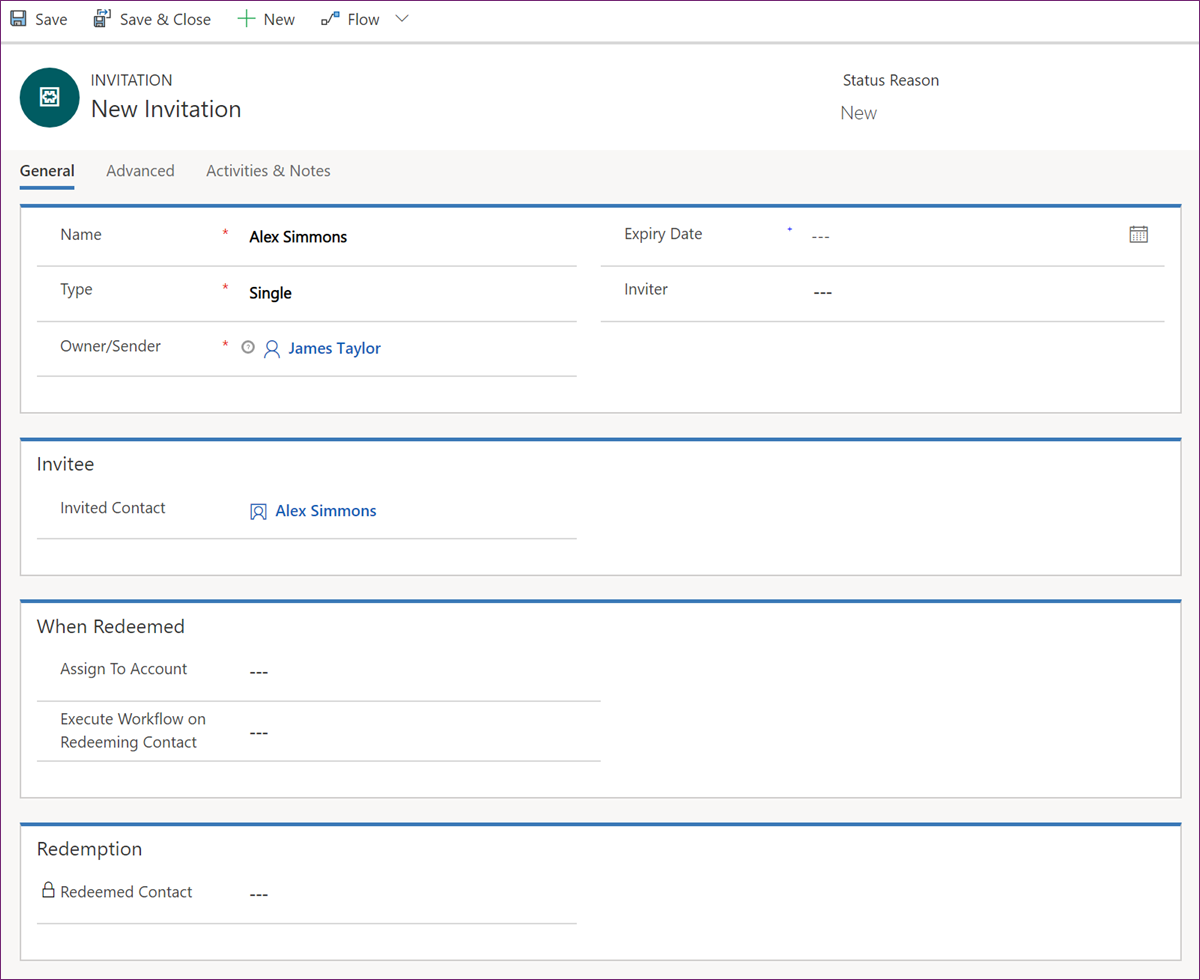 Save Save & Close New Flow
INVITATION
New Invitation
Status Reason
New
General Advanced Activities & Notes
Name * Alex Simmons
Expiry Date + ---
Type * Single
Inviter ---
Owner/Sender * James Taylor
Invitee
Invited Contact Alex Simmons
When Redeemed
Assign To Account ---
Execute Workflow on
Redeeming Contact ---
Redemption
Redeemed Contact ---